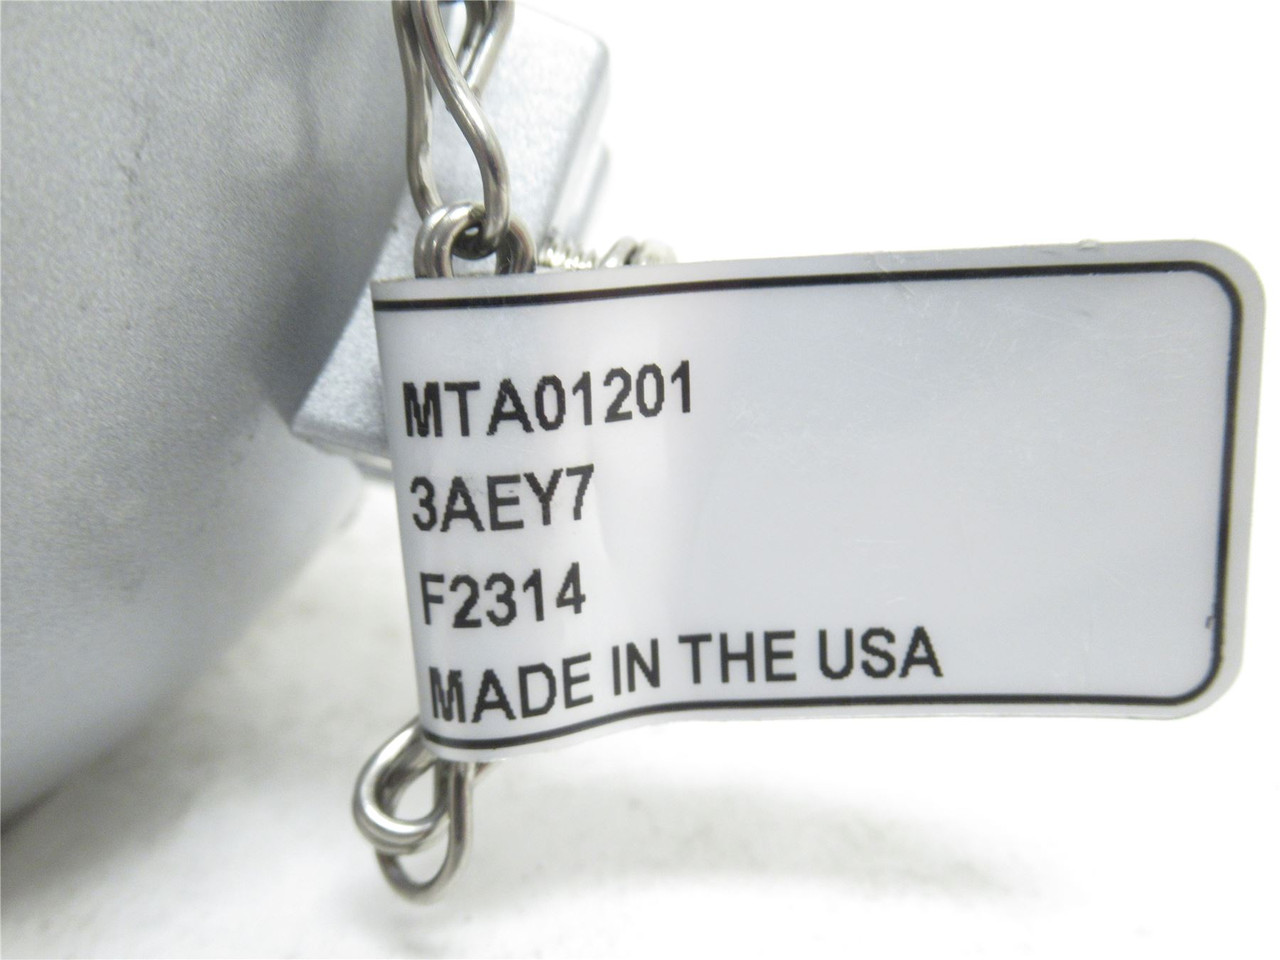 MTA01201
3AEY7
F2314
MADE IN THE USA